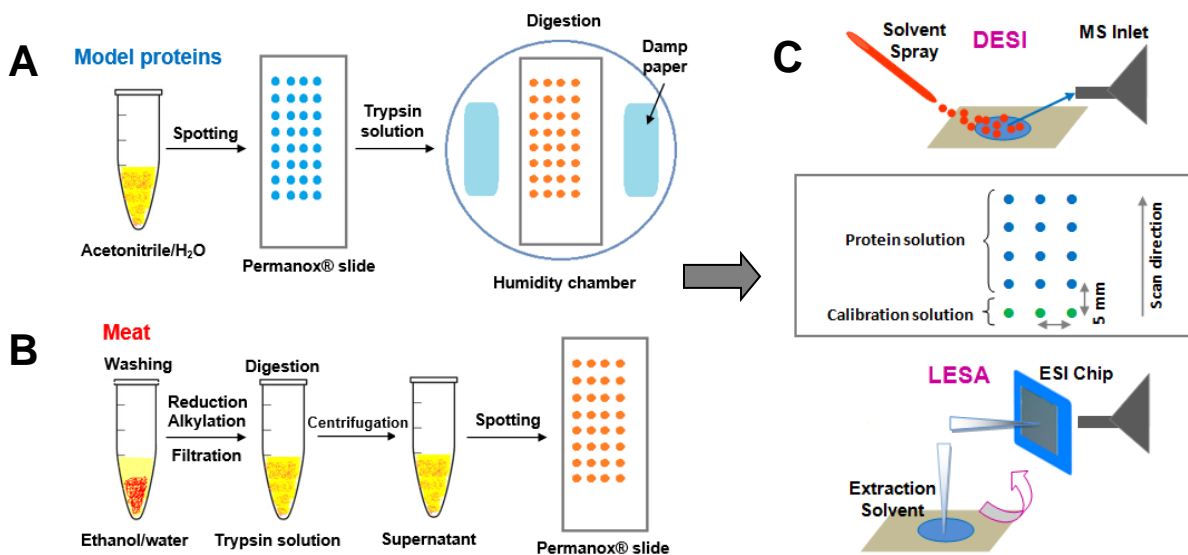 A
Model proteins
Spotting
Acetonitrile/H₂O
Permanox® slide
Trypsin
solution
Digestion
Damp
paper
Humidity chamber
B
Meat
Washing
Ethanol/water
Reduction
Alkylation
Filtration
Digestion
Trypsin solution
Centrifugation
Supernatant
Spotting
Permanox® slide
C
Solvent
Spray
DESI
MS Inlet
Protein solution
Calibration solution
5 mm
Scan direction
LESA
ESI Chip
Extraction
Solvent